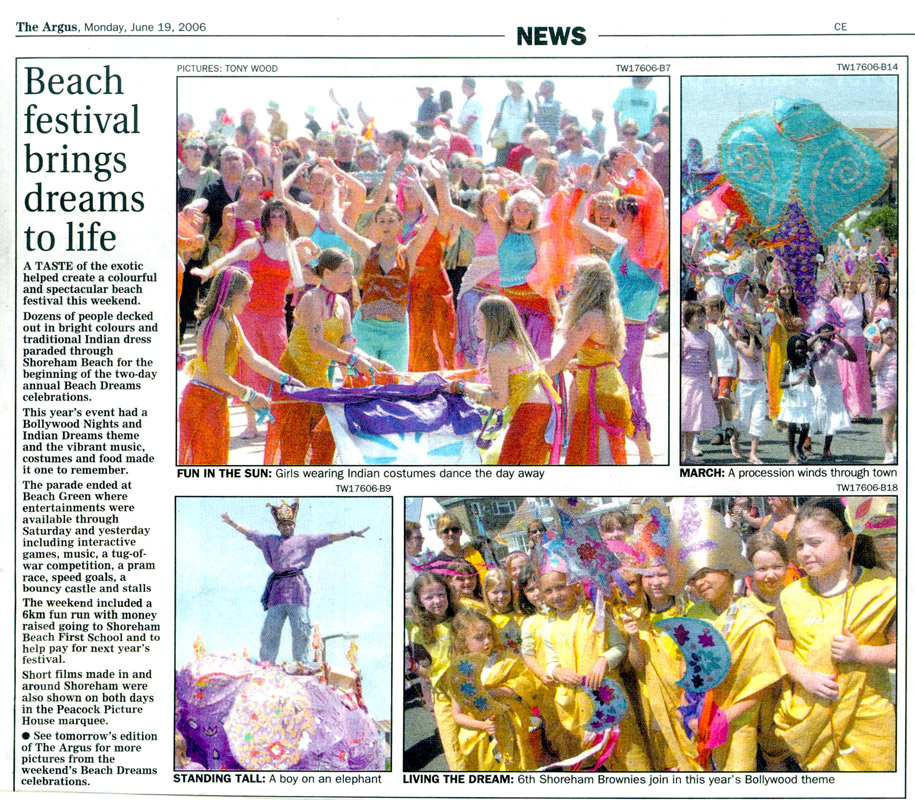 The Argus, Monday, June 19, 2006
NEWS
CE
Beach
festival
brings
dreams
to life
A TASTE of the exotic
helped create a colourful
and spectacular beach
festival this weekend.
Dozens of people decked
out in bright colours and
traditional Indian dress
paraded through
Shoreham Beach for the
beginning of the two-day
annual Beach Dreams
celebrations.
This year's event had a
Bollywood Nights and
Indian Dreams theme
and the vibrant music,
costumes and food made
it one to remember.
The parade ended at
Beach Green where
entertainments were
available through
Saturday and yesterday
including interactive
games, music, a tug-of-
war competition, a pram
race, speed goals, a
bouncy castle and stalls
The weekend included a
6km fun run with money
raised going to Shoreham
Beach First School and to
help pay for next year's
festival.
Short films made in and
around Shoreham were
also shown on both days
in the Peacock Picture
House marquee.
● See tomorrow's edition
of The Argus for more
pictures from the
weekend's Beach Dreams
celebrations.
PICTURES: TONY WOOD
TW17606-B7
FUN IN THE SUN: Girls wearing Indian costumes dance the day away
TW17606-B14
MARCH: A procession winds through town
TW17606-B9
STANDING TALL: A boy on an elephant
TW17606-B18
LIVING THE DREAM: 6th Shoreham Brownies join in this year's Bollywood theme